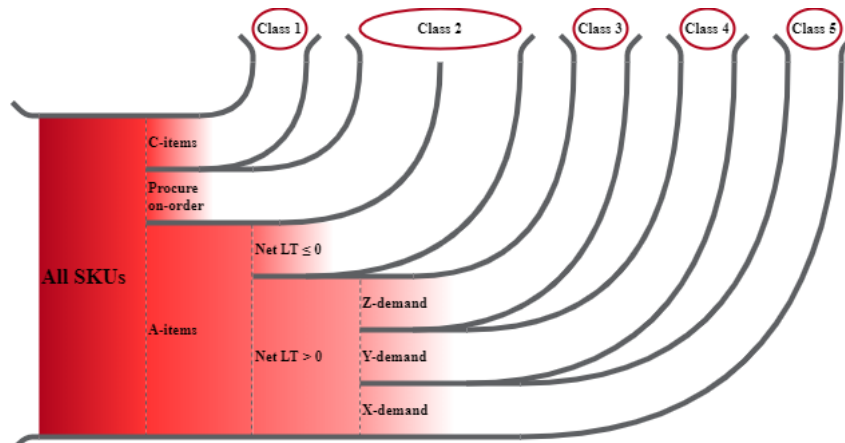 Class 1
Class 2
Class 3
Class 4
Class 5
C-items
Procure
on-order
Net LT ≤ 0
All SKUs
Z-demand
A-items
Net LT > 0
Y-demand
X-demand